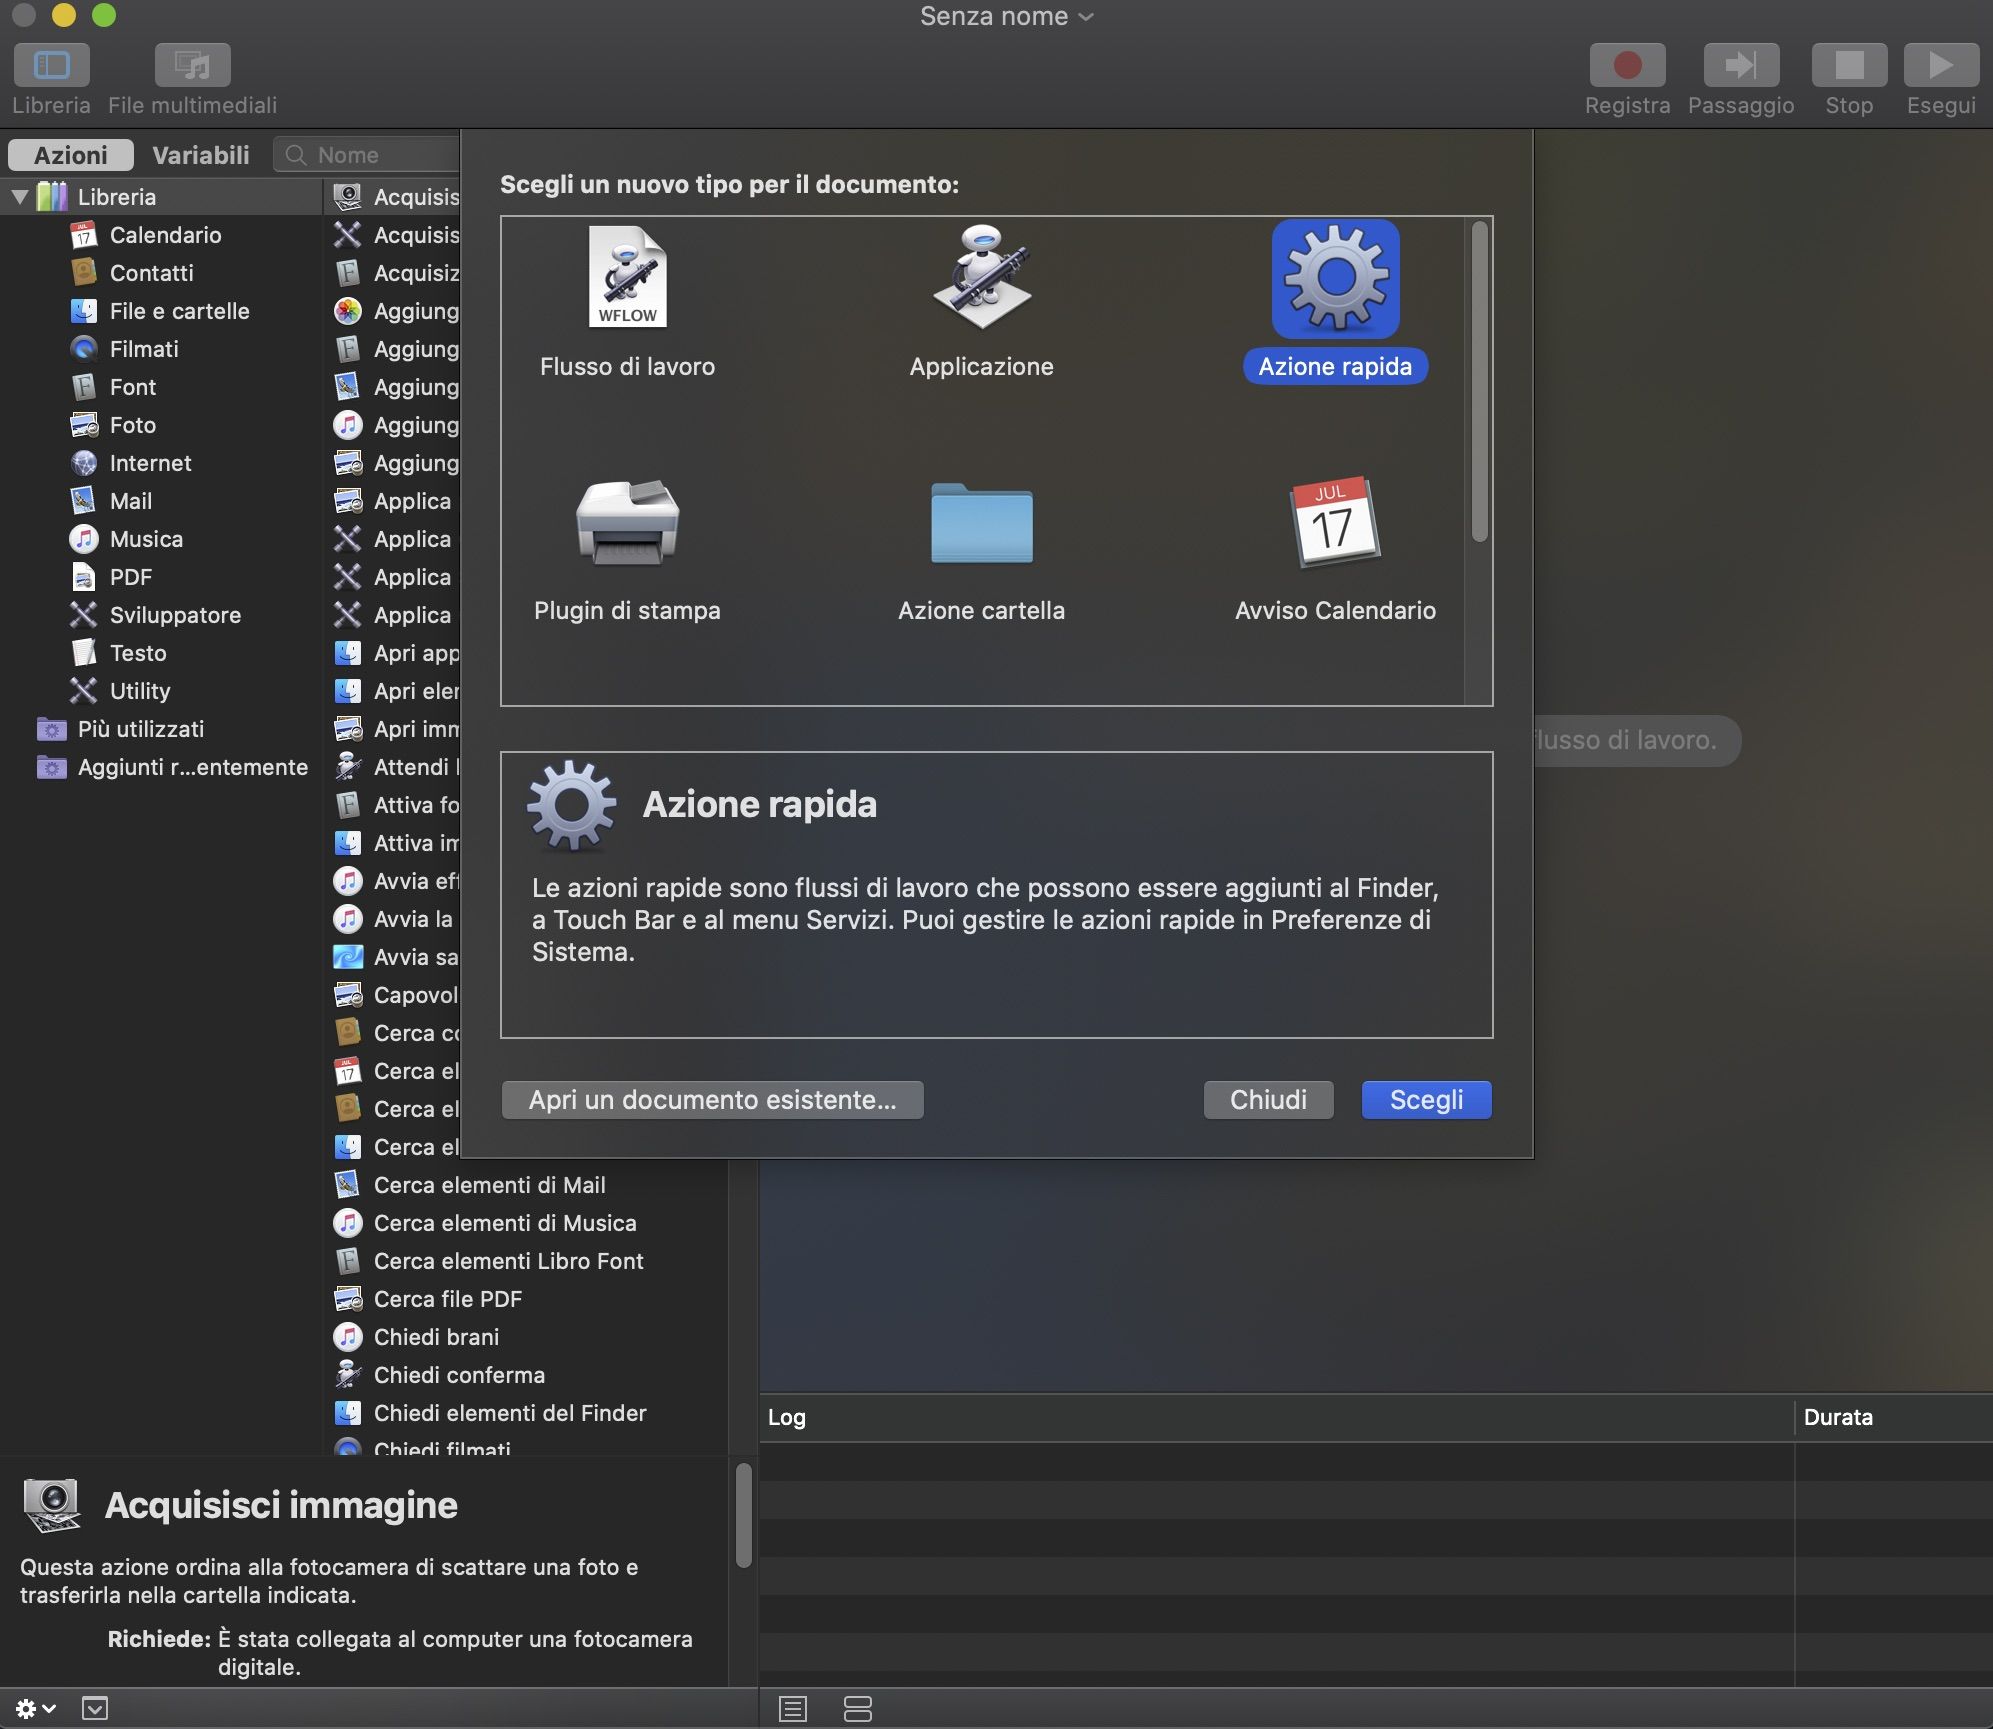 Senza nome
Libreria
File multimediali
Registra
Passaggio
Stop
Esegui
Azioni
Variabili
Nome
Libreria
Calendario
Contatti
File e cartelle
Filmati
Font
Foto
Internet
Mail
Musica
PDF
Sviluppatore
Testo
Utility
Più utilizzati
Aggiunti r...entemente
Acquisis
Acquisis
Acquisiz
Aggiung
Aggiung
Aggiung
Aggiung
Aggiung
Applica
Applica
Applica
Applica
Apri app
Apri eler
Apri imm
Attendi l
Attiva fo
Attiva im
Avvia eff
Avvia la
Avvia sa
Capovol
Cerca co
Cerca el
Cerca el
Cerca el
Cerca elementi di Mail
Cerca elementi di Musica
Cerca elementi Libro Font
Cerca file PDF
Chiedi brani
Chiedi conferma
Chiedi elementi del Finder
Chiedi filmati
Scegli un nuovo tipo per il documento:
WFLOW
Flusso di lavoro
Applicazione
Azione rapida
Plugin di stampa
Azione cartella
JUL
17
Avviso Calendario
Azione rapida
Le azioni rapide sono flussi di lavoro che possono essere aggiunti al Finder,
a Touch Bar e al menu Servizi. Puoi gestire le azioni rapide in Preferenze di
Sistema.
Apri un documento esistente...
Chiudi
Scegli
flusso di lavoro.
Log
Durata
Acquisisci immagine
Questa azione ordina alla fotocamera di scattare una foto e
trasferirla nella cartella indicata.
Richiede: È stata collegata al computer una fotocamera
digitale.